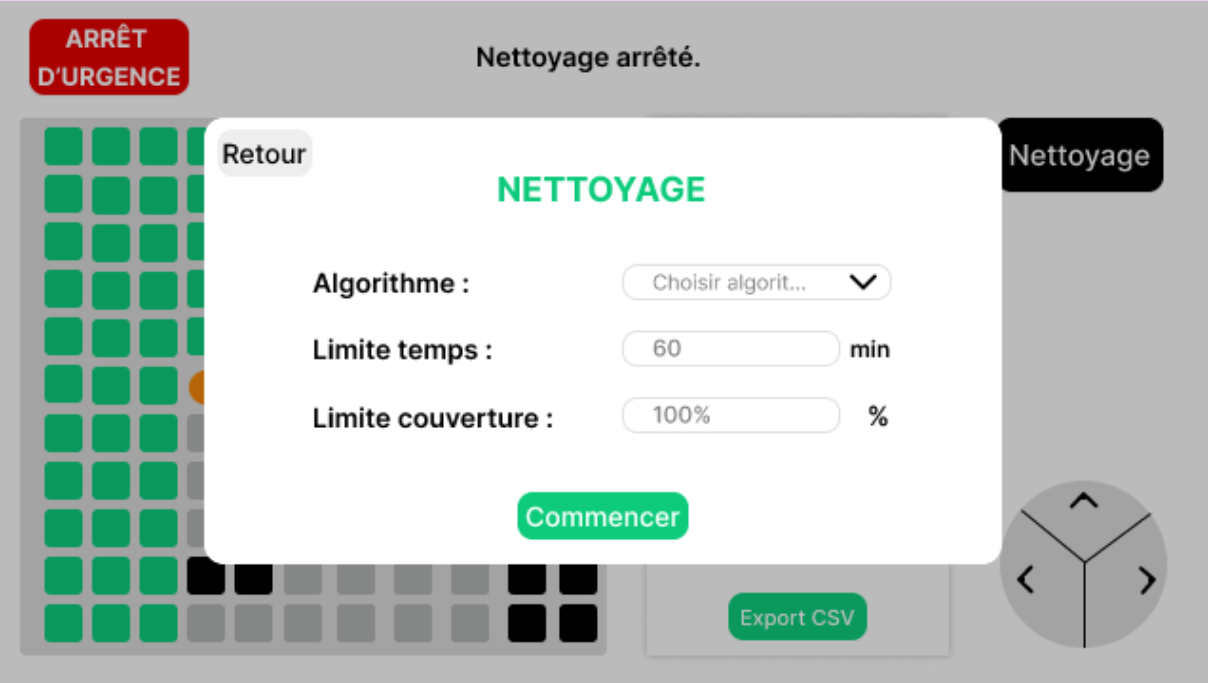 ARRÊT
D'URGENCE
Nettoyage arrêté.
Retour
NETTOYAGE
Nettoyage
Algorithme :
Choisir algorit...
Limite temps :
60
min
Limite couverture :
100%
%
Commencer
Export CSV